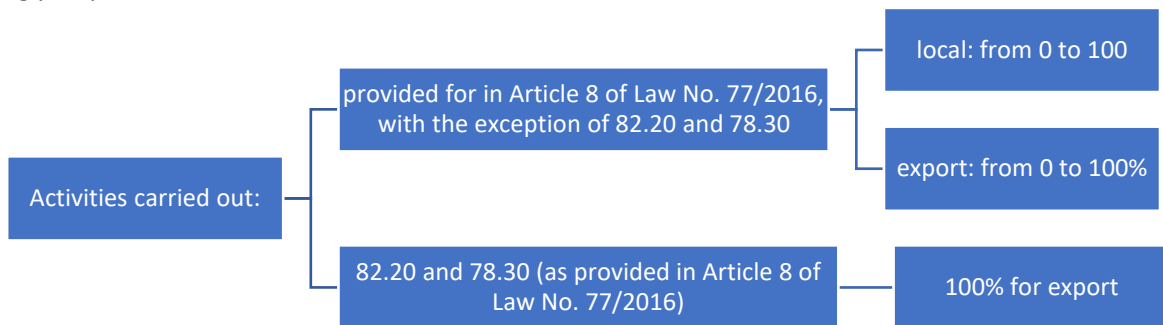 local: from 0 to 100
provided for in Article 8 of Law No. 77/2016,
with the exception of 82.20 and 78.30
export: from 0 to 100%
Activities carried out:
82.20 and 78.30 (as provided in Article 8 of
Law No. 77/2016)
100% for export